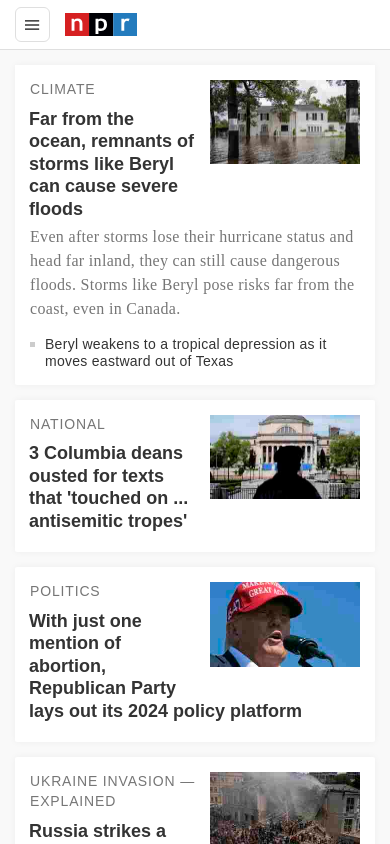 npr
CLIMATE
Far from the
ocean, remnants of
storms like Beryl
can cause severe
floods
Even after storms lose their hurricane status and
head far inland, they can still cause dangerous
floods. Storms like Beryl pose risks far from the
coast, even in Canada.
Beryl weakens to a tropical depression as it
moves eastward out of Texas
NATIONAL
3 Columbia deans
ousted for texts
that 'touched on ...
antisemitic tropes'
POLITICS
MAKE
GREAT
45-47
With just one
mention of
abortion,
Republican Party
lays out its 2024 policy platform
UKRAINE INVASION —
EXPLAINED
Russia strikes a